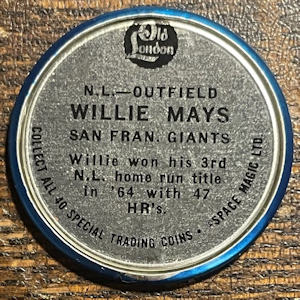 Old
London
N.L.—OUTFIELD
WILLIE MAYS
SAN FRAN. GIANTS
Willie won his 3rd
N.L. home run title
in '64 with 47
HR's.
COLLECT ALL 40-SPECIAL TRADING COINS · -SPACE MAGIC LTD.